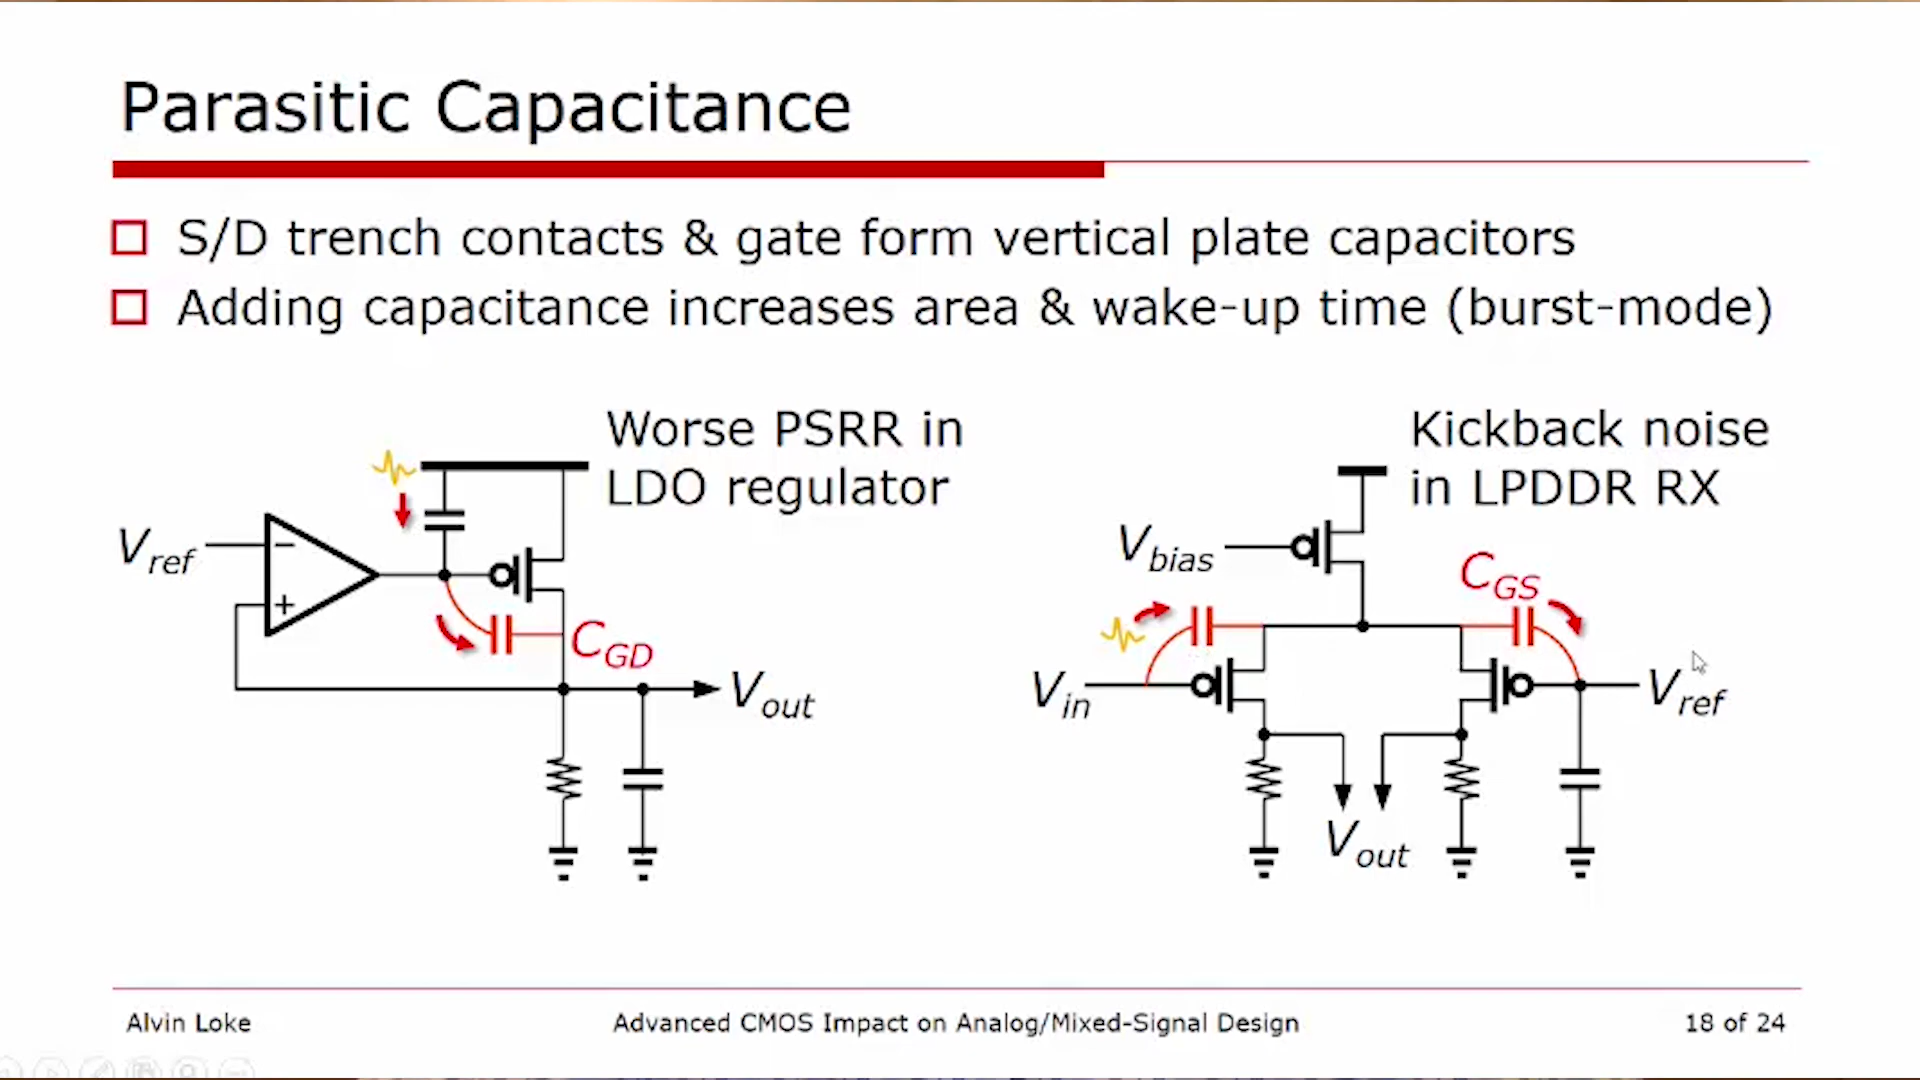 Parasitic Capacitance
S/D trench contacts & gate form vertical plate capacitors
Adding capacitance increases area & wake-up time (burst-mode)
Worse PSRR in
LDO regulator
Vref
−
+
CGD
Vout
Kickback noise
in LPDDR RX
Vbias
CGS
Vin
Vref
Vout
Alvin Loke
Advanced CMOS Impact on Analog/Mixed-Signal Design
18 of 24